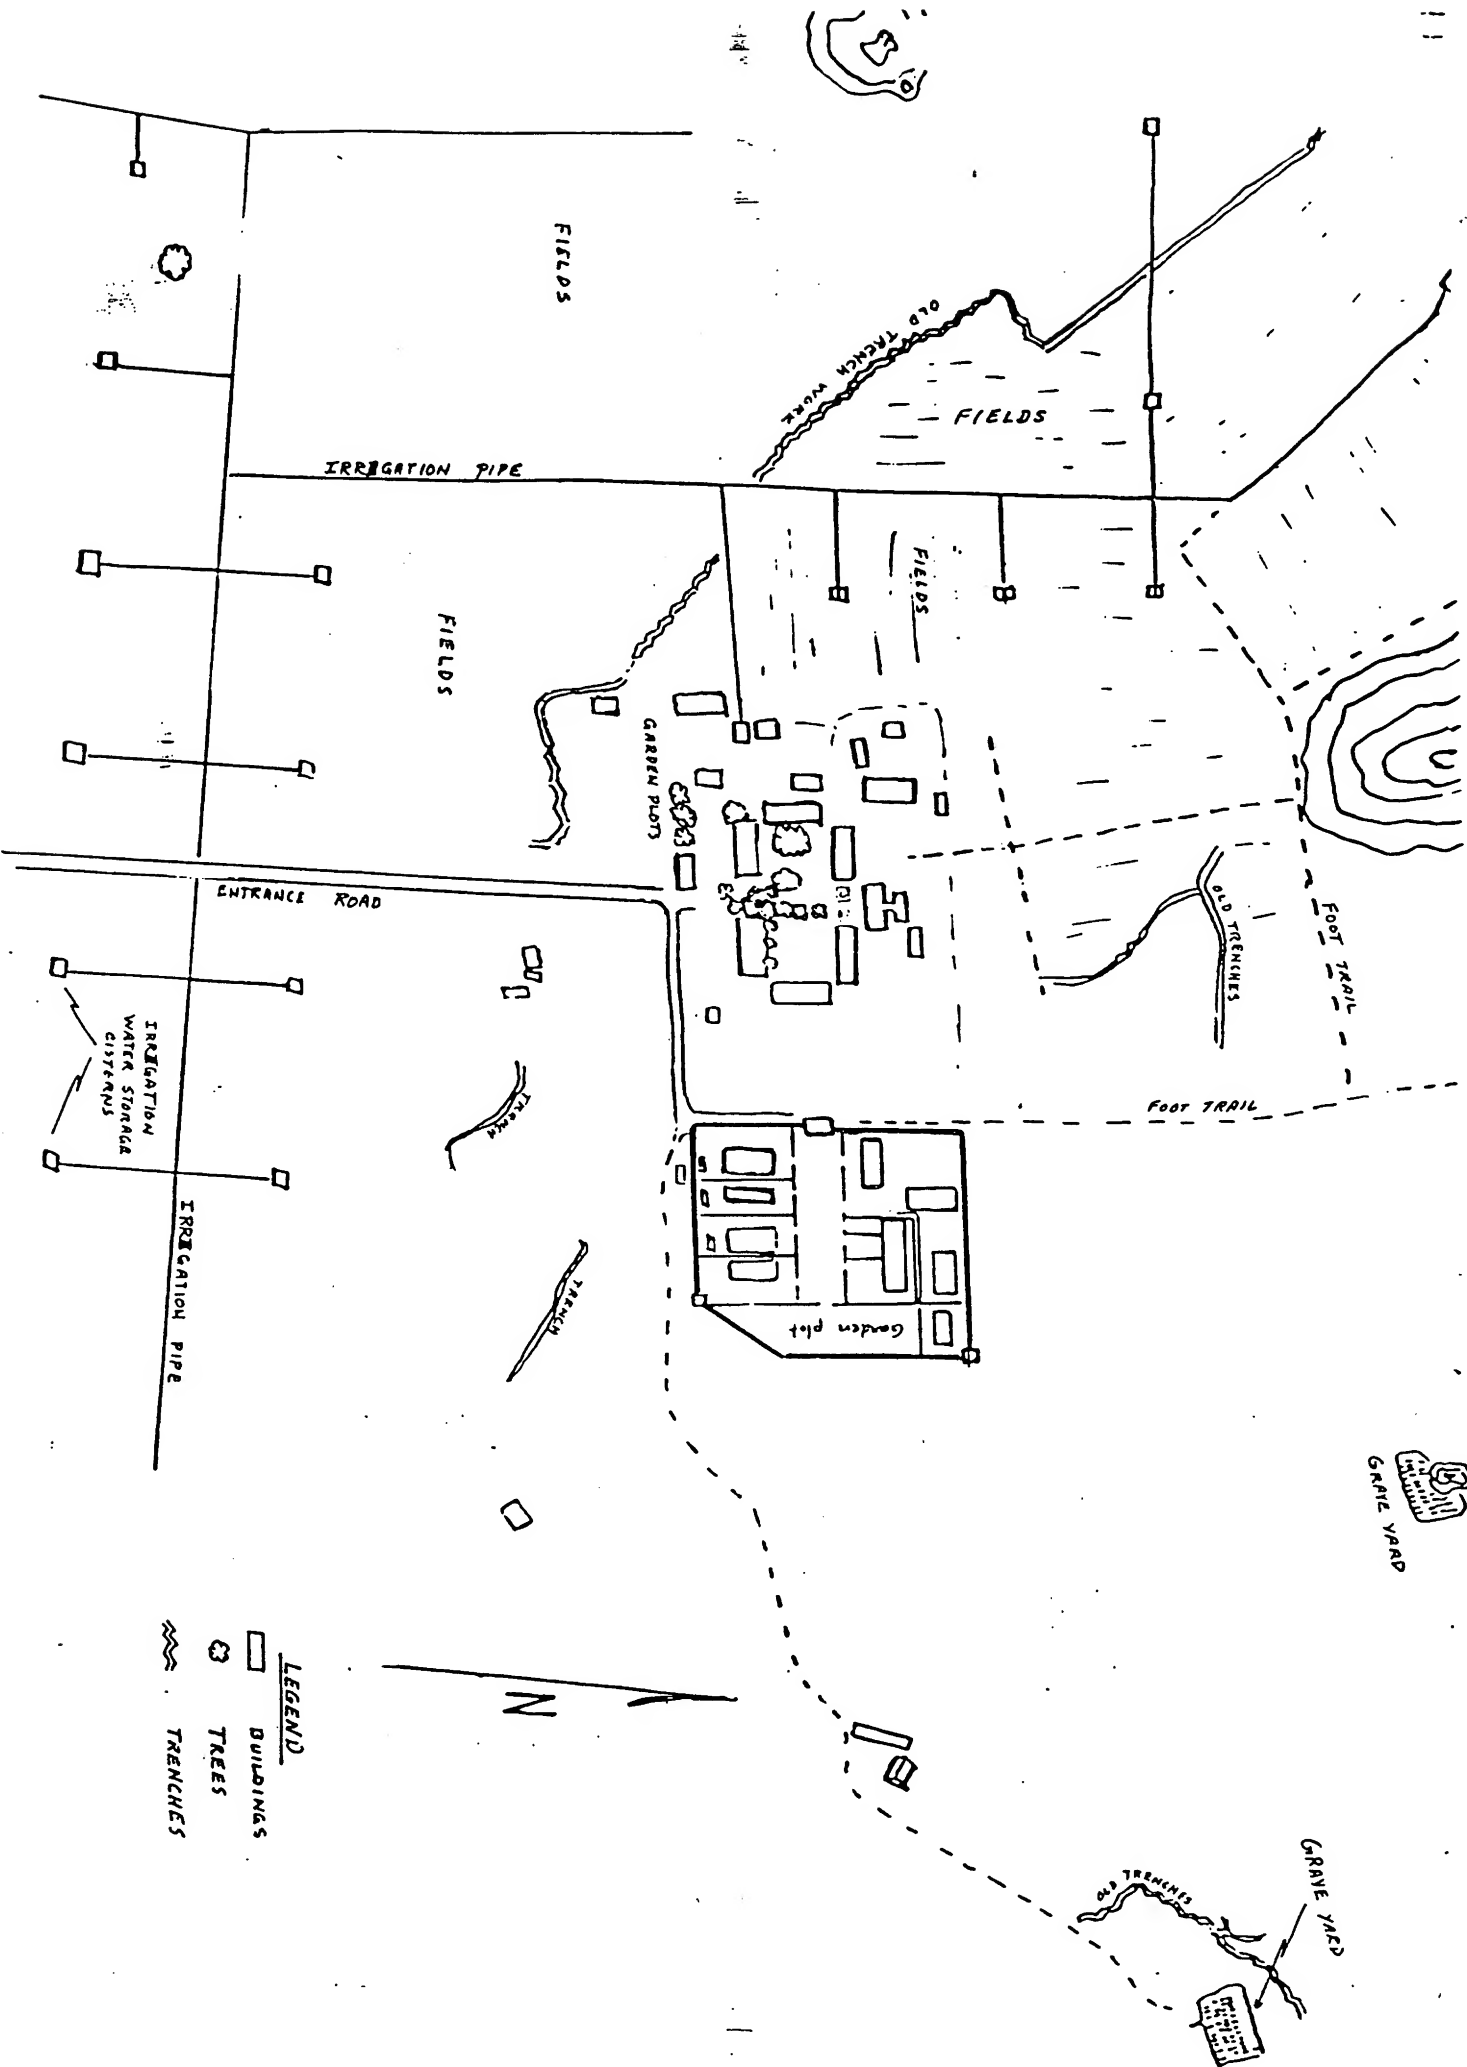 FIELDS
OLD TRENCH WORK
FIELDS
IRRIGATION PIPE
FIELDS
FIELDS
GARDEN PLOTS
ENTRANCE ROAD
OLD TRENCHES
FOOT TRAIL
FOOT TRAIL
IRRIGATION
WATER STORAGE
CISTERNS
TRENCH
TRENCH
IRRIGATION PIPE
Garden plot
GRAVE YARD
LEGEND
BUILDINGS
TREES
TRENCHES
N
OLD TRENCHES
GRAVE YARD